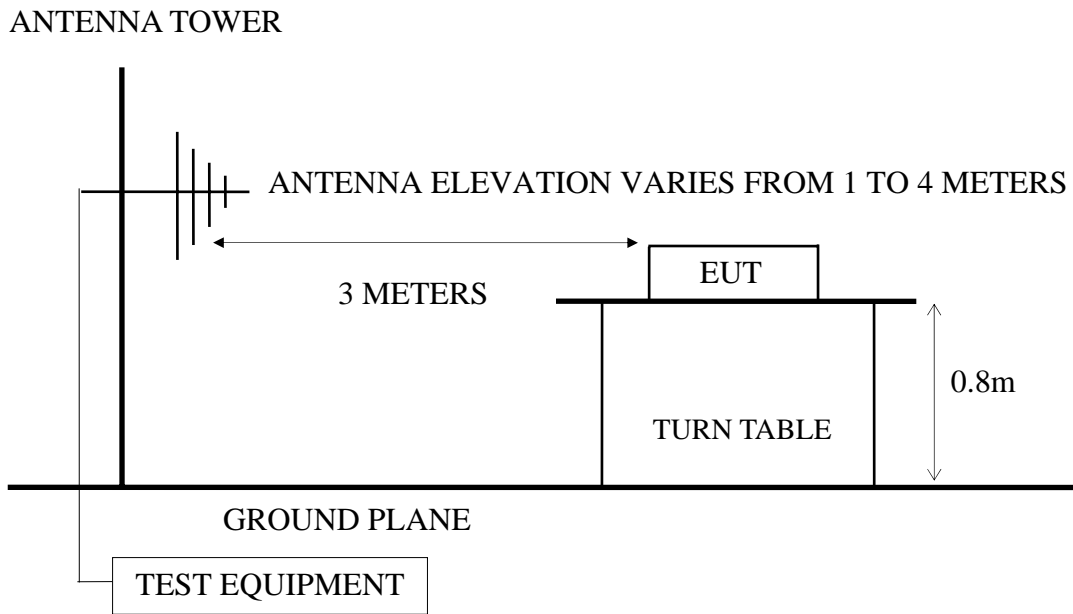 ANTENNA TOWER
ANTENNA ELEVATION VARIES FROM 1 TO 4 METERS
EUT
3 METERS
0.8m
TURN TABLE
GROUND PLANE
TEST EQUIPMENT